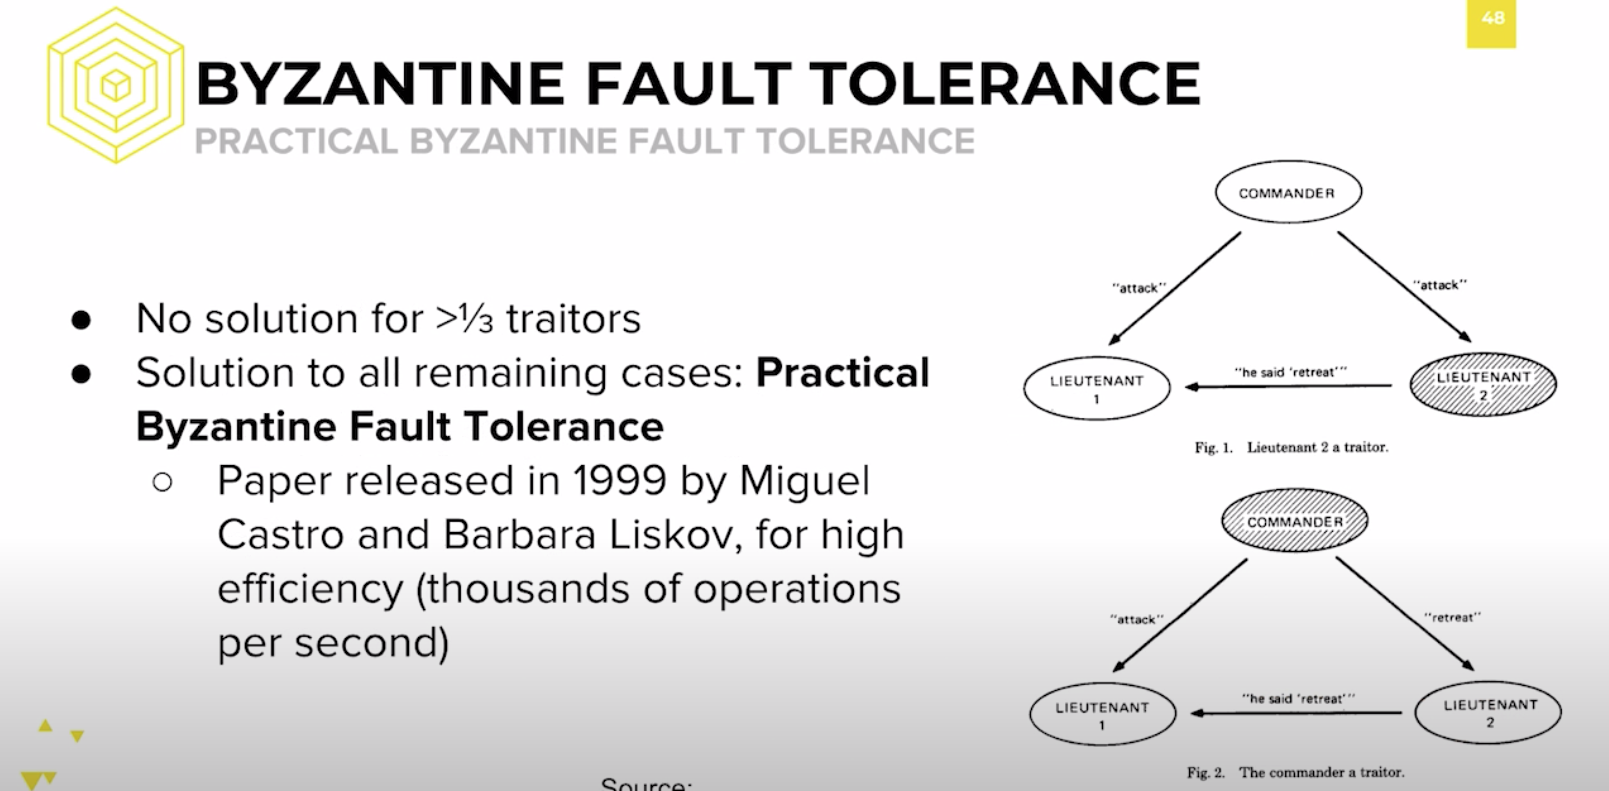 48
BYZANTINE FAULT TOLERANCE
PRACTICAL BYZANTINE FAULT TOLERANCE
● No solution for >⅓ traitors
● Solution to all remaining cases: Practical
Byzantine Fault Tolerance
○ Paper released in 1999 by Miguel
Castro and Barbara Liskov, for high
efficiency (thousands of operations
per second)
COMMANDER
"attack"
"attack"
LIEUTENANT
1
"he said 'retreat'"
LIEUTENANT
2
Fig. 1. Lieutenant 2 a traitor.
COMMANDER
"attack"
"retreat"
LIEUTENANT
1
"he said 'retreat'"
LIEUTENANT
2
Fig. 2. The commander a traitor.
Source: